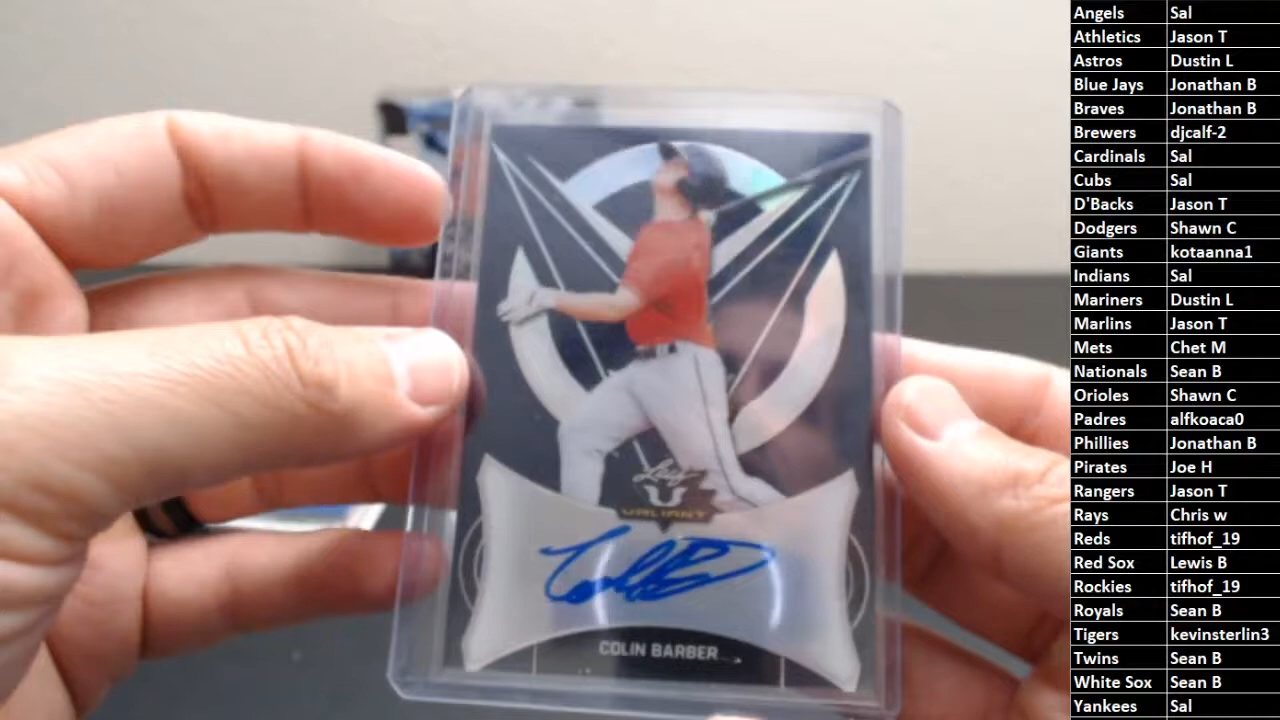 Leaf
VALIANT
COLIN BARBER
Angels Sal
Athletics Jason T
Astros Dustin L
Blue Jays Jonathan B
Braves Jonathan B
Brewers djcalf-2
Cardinals Sal
Cubs Sal
D'Backs Jason T
Dodgers Shawn C
Giants kotaanna1
Indians Sal
Mariners Dustin L
Marlins Jason T
Mets Chet M
Nationals Sean B
Orioles Shawn C
Padres alfkoaca0
Phillies Jonathan B
Pirates Joe H
Rangers Jason T
Rays Chris w
Reds tifhof_19
Red Sox Lewis B
Rockies tifhof_19
Royals Sean B
Tigers kevinsterlin3
Twins Sean B
White Sox Sean B
Yankees Sal